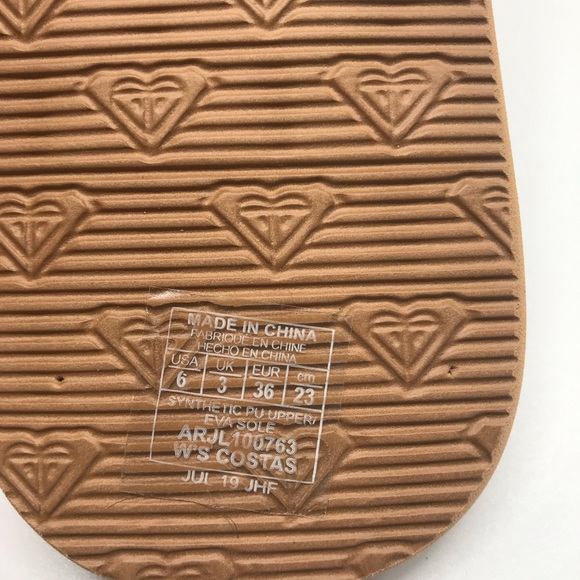 MADE IN CHINA
FABRIQUÉ EN CHINE
HECHO EN CHINA
USA UK EUR cm
6 3 36 23
SYNTHETIC PU UPPER/
EVA SOLE
ARJL100763
W'S COSTAS
JUL 19 JHF